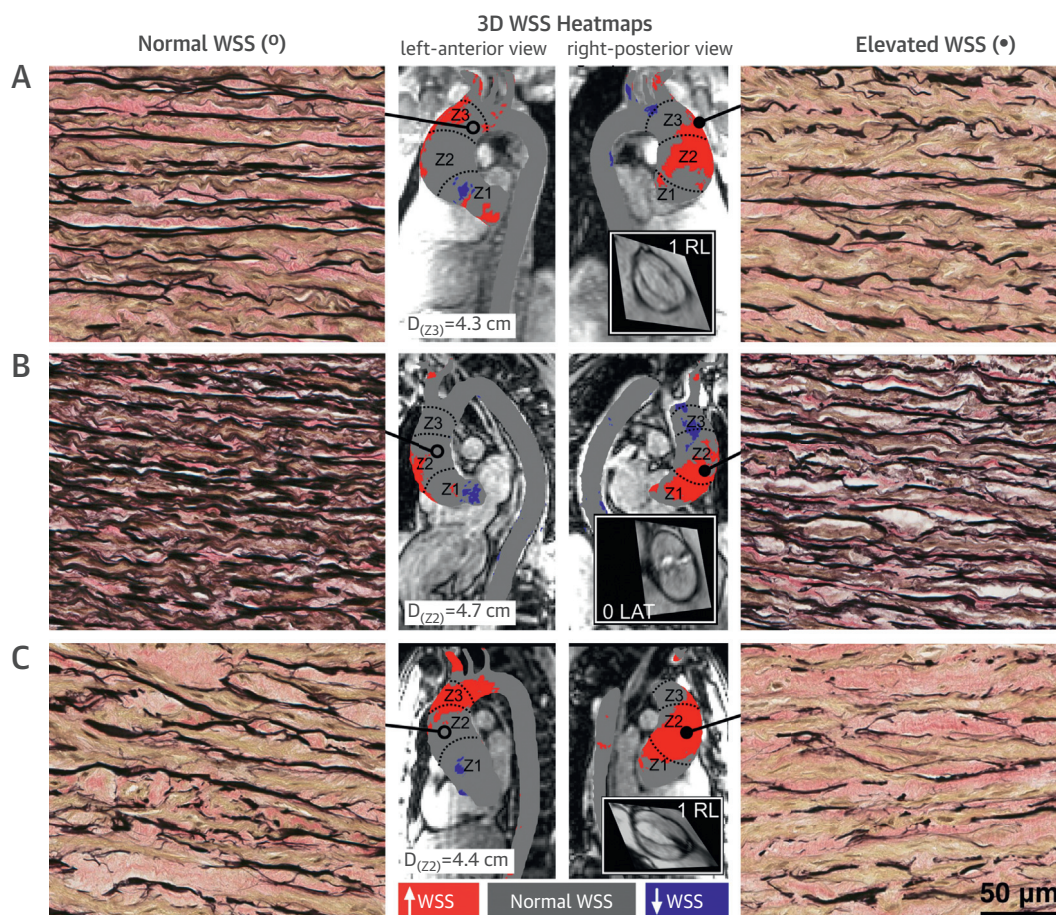 3D WSS Heatmaps
Normal WSS (º)
left-anterior view
right-posterior view
Elevated WSS (•)
A
Z3
Z2
Z1
D(Z3)=4.3 cm
Z3
Z2
Z1
1 RL
B
Z3
Z2
Z1
D(Z2)=4.7 cm
Z3
Z2
Z1
0 LAT
C
Z3
Z2
Z1
D(Z2)=4.4 cm
Z3
Z2
Z1
1 RL
50 µm
↑WSS
Normal WSS
↓WSS